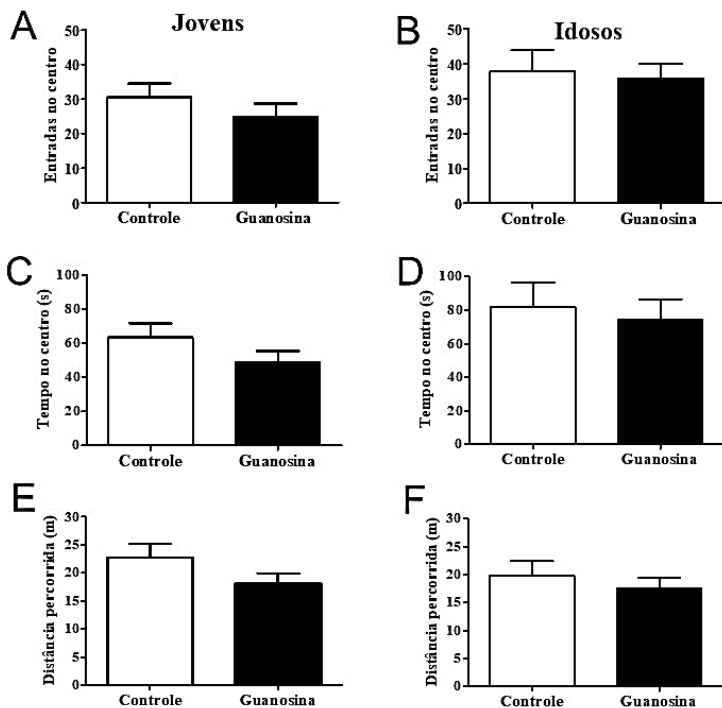 A
Jovens
Entradas no centro
50
40
30
20
10
0
Controle
Guanosina
B
Idosos
Entradas no centro
50
40
30
20
10
0
Controle
Guanosina
C
Tempo no centro (s)
100
80
60
40
20
0
Controle
Guanosina
D
Tempo no centro (s)
100
80
60
40
20
0
Controle
Guanosina
E
Distância percorrida (m)
30
25
20
15
10
5
0
Controle
Guanosina
F
Distância percorrida (m)
30
25
20
15
10
5
0
Controle
Guanosina